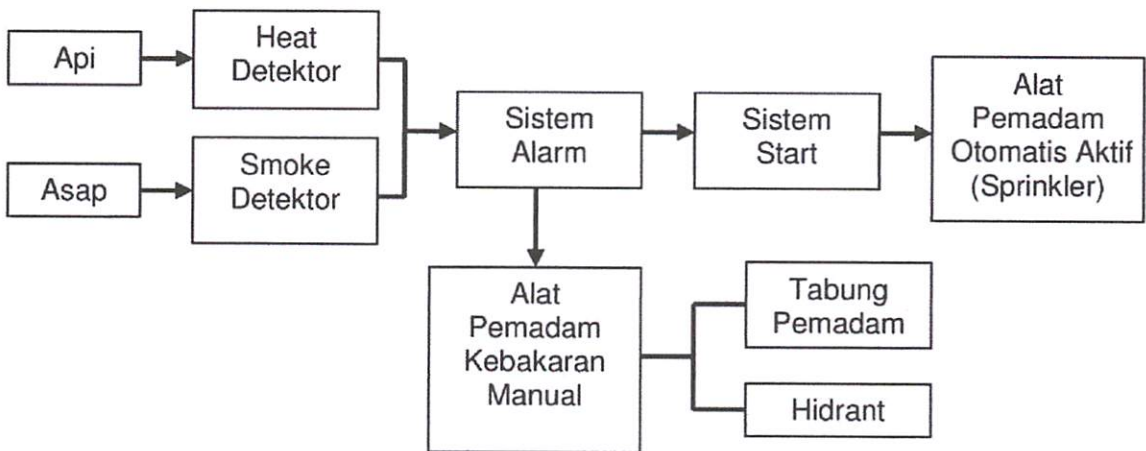 Api
Heat
Detektor
Asap
Smoke
Detektor
Sistem
Alarm
Sistem
Start
Alat
Pemadam
Otomatis Aktif
(Sprinkler)
Alat
Pemadam
Kebakaran
Manual
Tabung
Pemadam
Hidrant